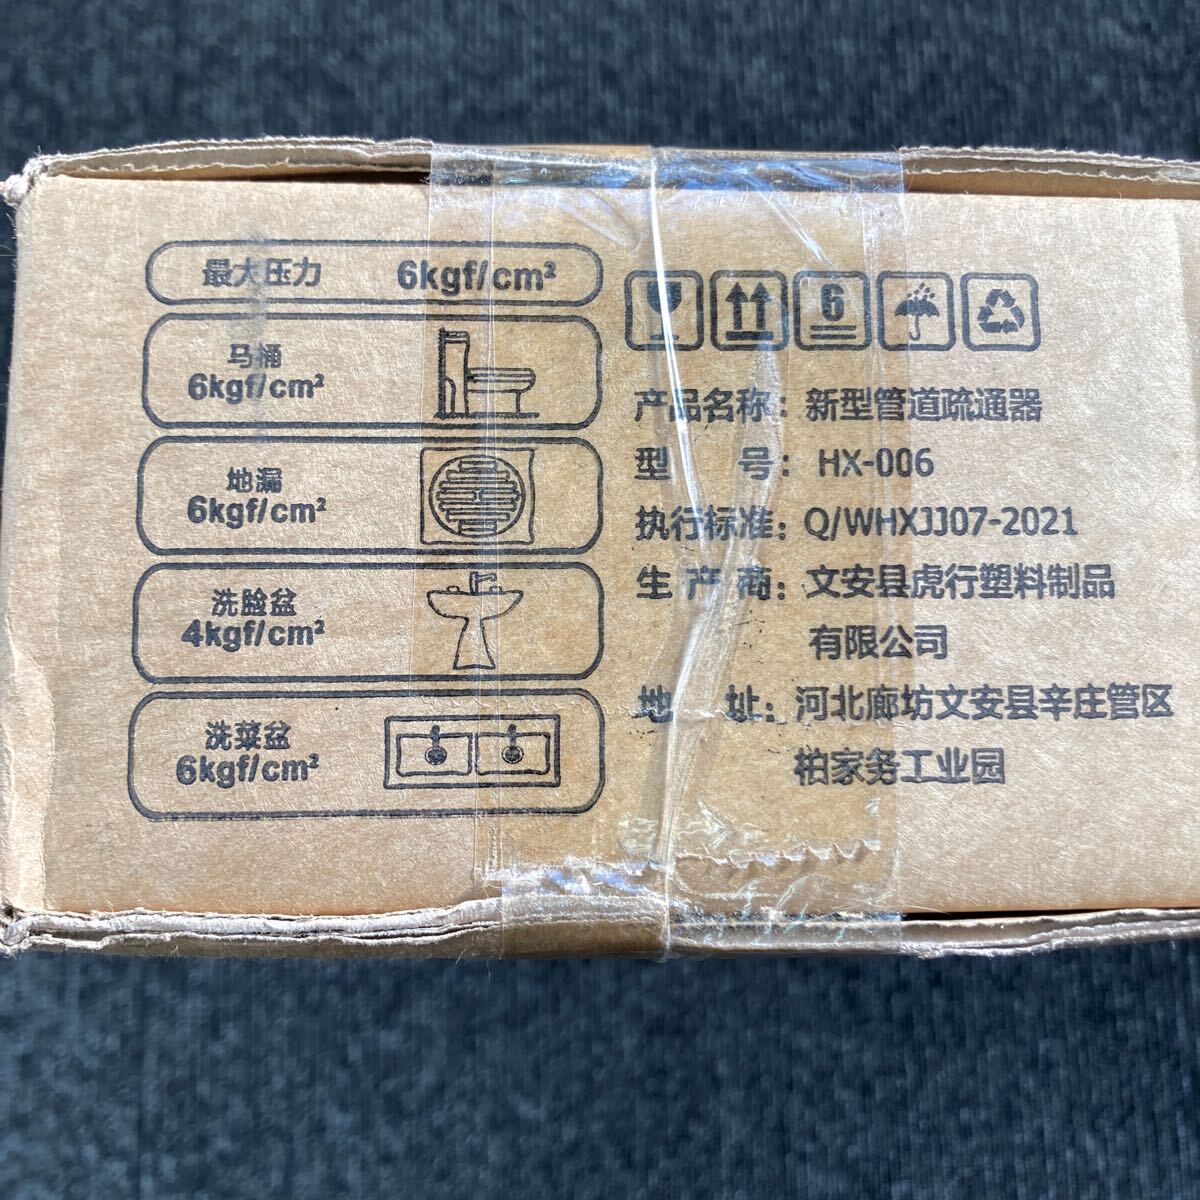 最大压力 6kgf/cm²
马桶
6kgf/cm²
地漏
6kgf/cm²
洗脸盆
4kgf/cm²
洗菜盆
6kgf/cm²
6
产品名称: 新型管道疏通器
型 号: HX-006
执行标准: Q/WHXJJ07-2021
生产商: 文安县虎行塑料制品
有限公司
地 址: 河北廊坊文安县辛庄管区
柏家务工业园